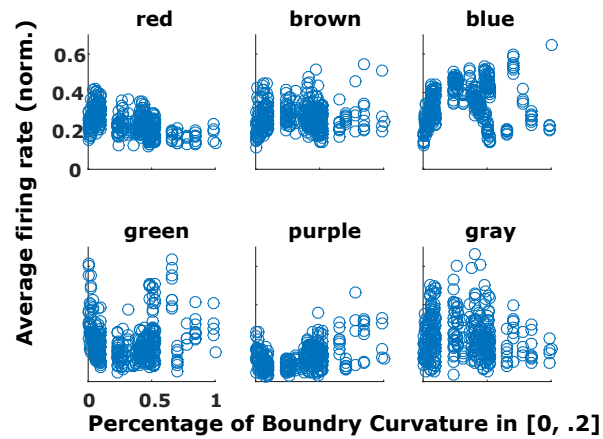 red brown blue
0.6
0.4
0.2
0
Average firing rate (norm.)
green purple gray
0 0.5 1
Percentage of Boundry Curvature in [0, .2]